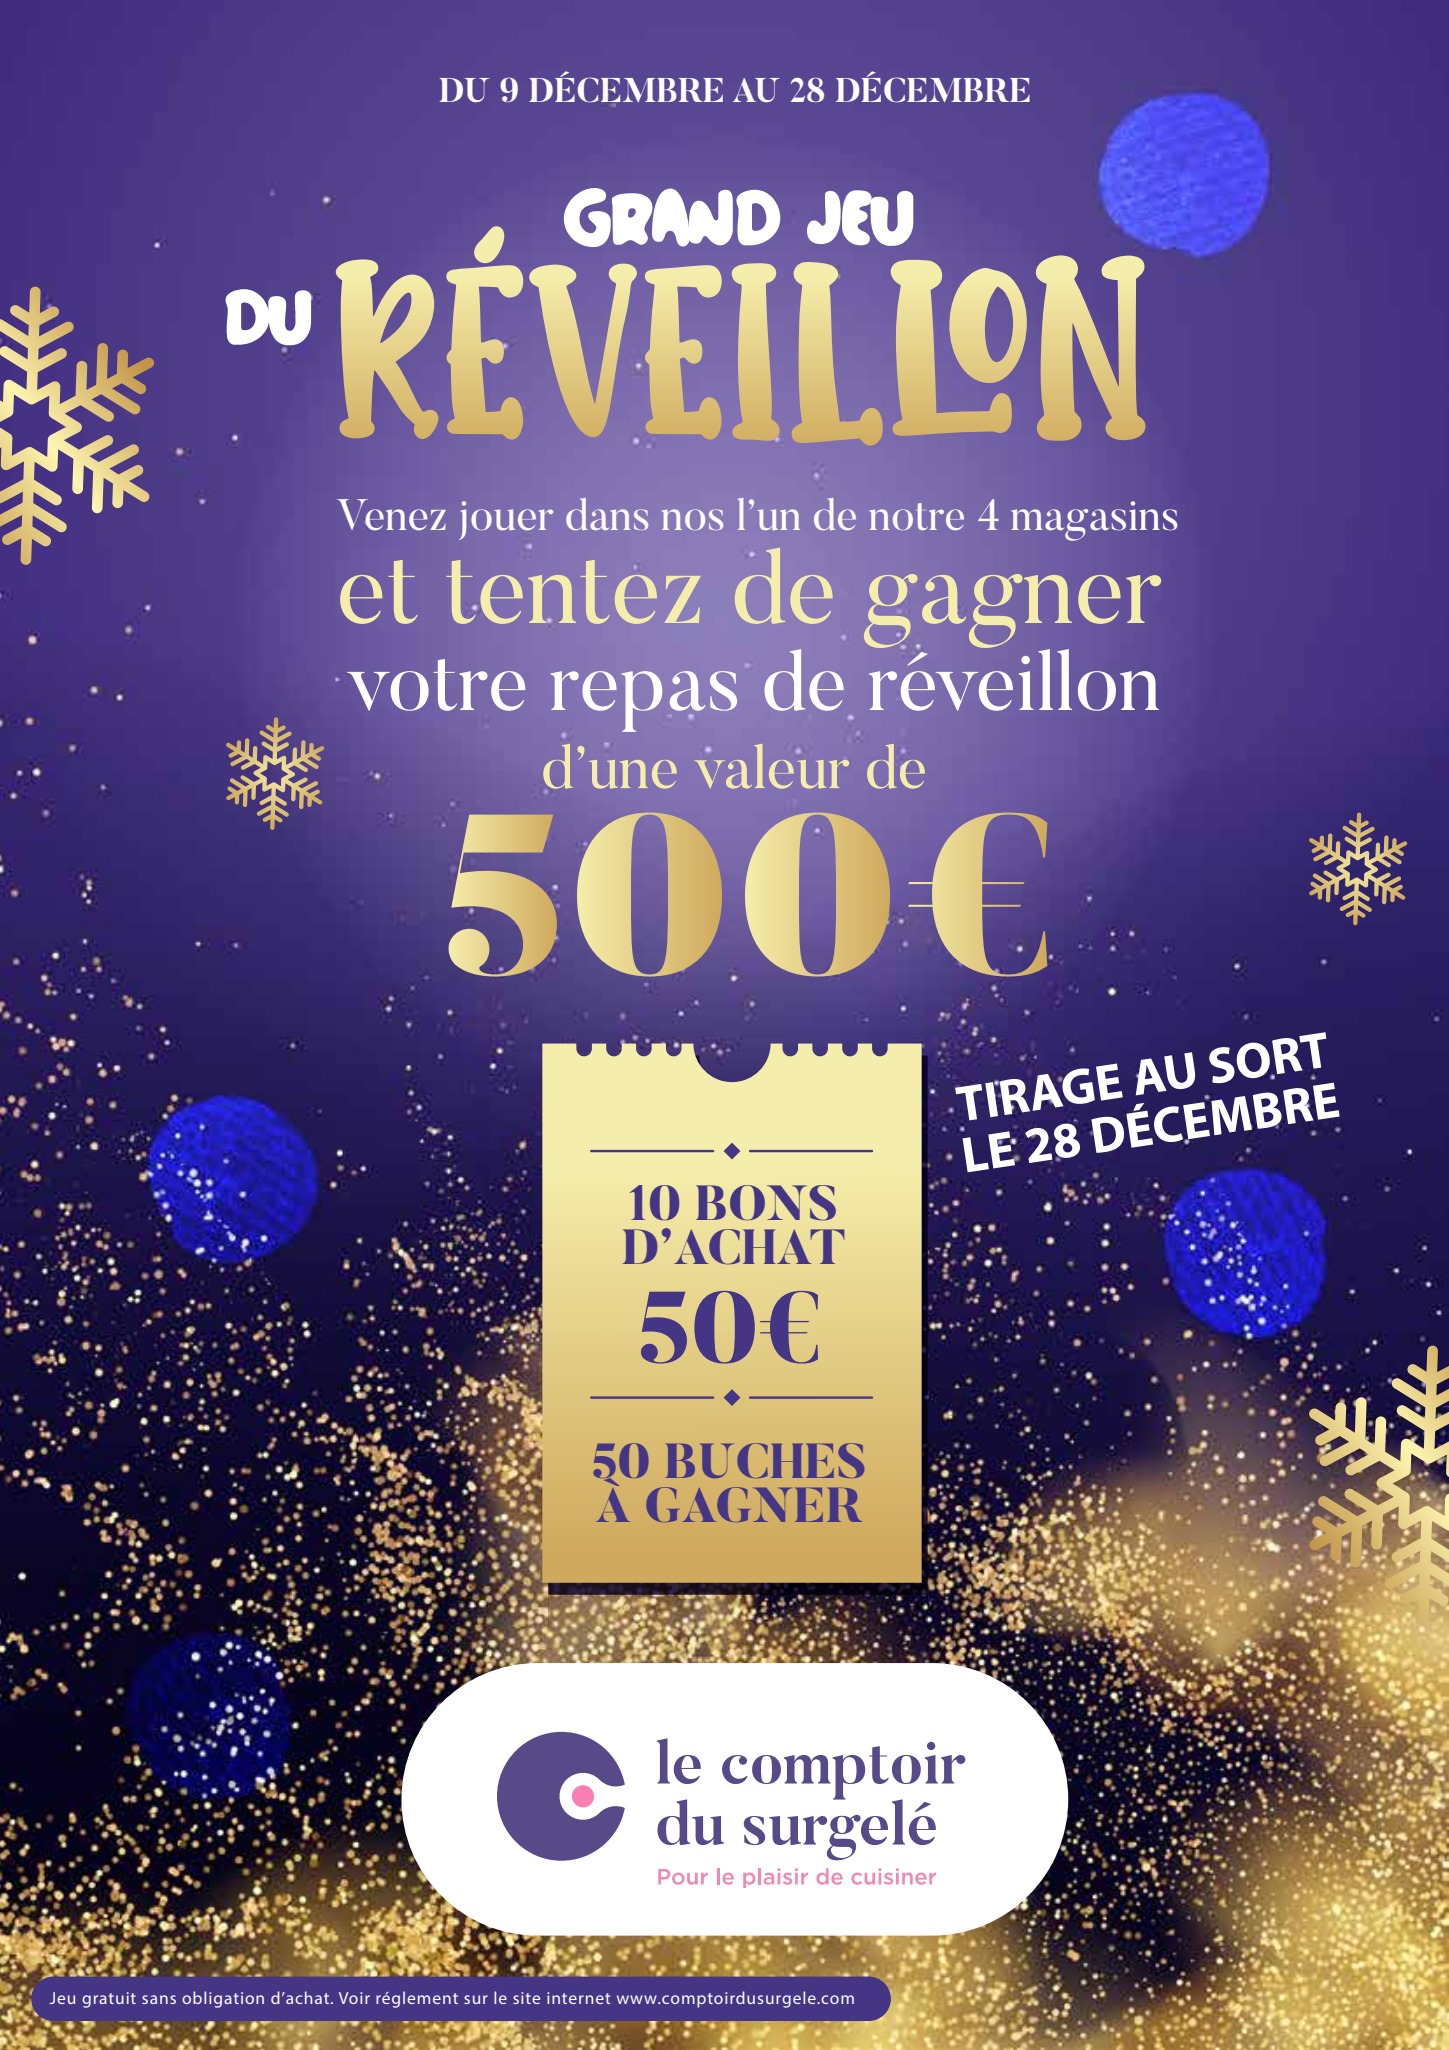 DU 9 DÉCEMBRE AU 28 DÉCEMBRE
GRAND JEU
DU RÉVEILLON
Venez jouer dans nos l’un de notre 4 magasins
et tentez de gagner
votre repas de réveillon
d’une valeur de
500€
TIRAGE AU SORT
LE 28 DÉCEMBRE
10 BONS
D’ACHAT
50€
50 BUCHES
À GAGNER
le comptoir
du surgelé
Pour le plaisir de cuisiner
Jeu gratuit sans obligation d’achat. Voir réglement sur le site internet www.comptoirdusurgele.com